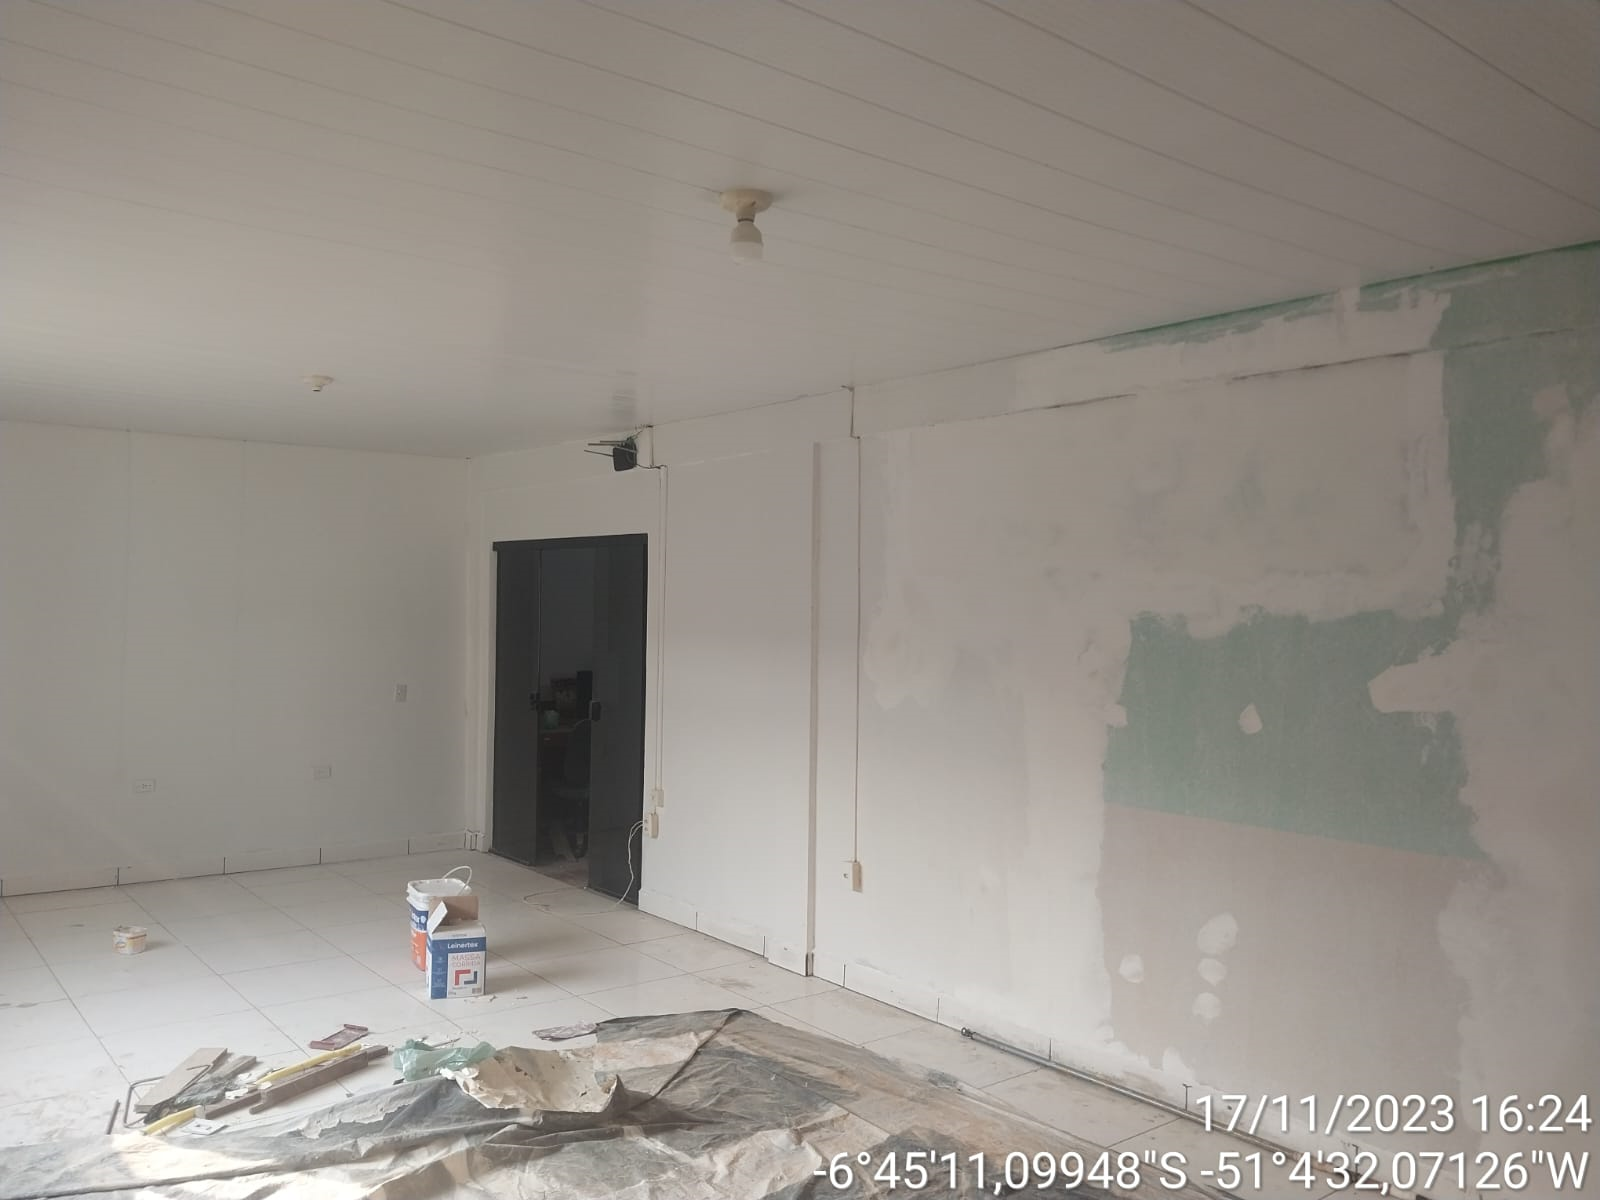 Leinertex
MASSA
CORRIDA
17/11/2023 16:24
-6°45'11,09948"S -51°4'32,07126"W